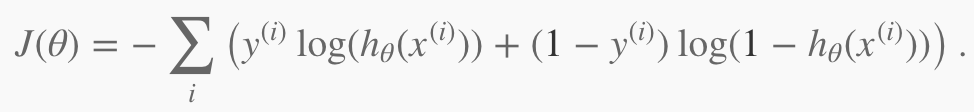 J(θ) = − ∑_i (y^{(i)} log(h_θ(x^{(i)})) + (1 − y^{(i)}) log(1 − h_θ(x^{(i)}))) .